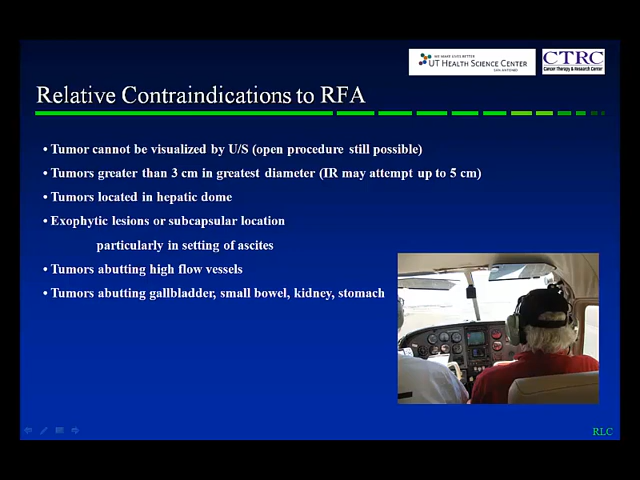 WE MAKE LIVES BETTER
UT HEALTH SCIENCE CENTER
SAN ANTONIO
CTRC
Cancer Therapy & Research Center
Relative Contraindications to RFA
• Tumor cannot be visualized by U/S (open procedure still possible)
• Tumors greater than 3 cm in greatest diameter (IR may attempt up to 5 cm)
• Tumors located in hepatic dome
• Exophytic lesions or subcapsular location
particularly in setting of ascites
• Tumors abutting high flow vessels
• Tumors abutting gallbladder, small bowel, kidney, stomach
RLC